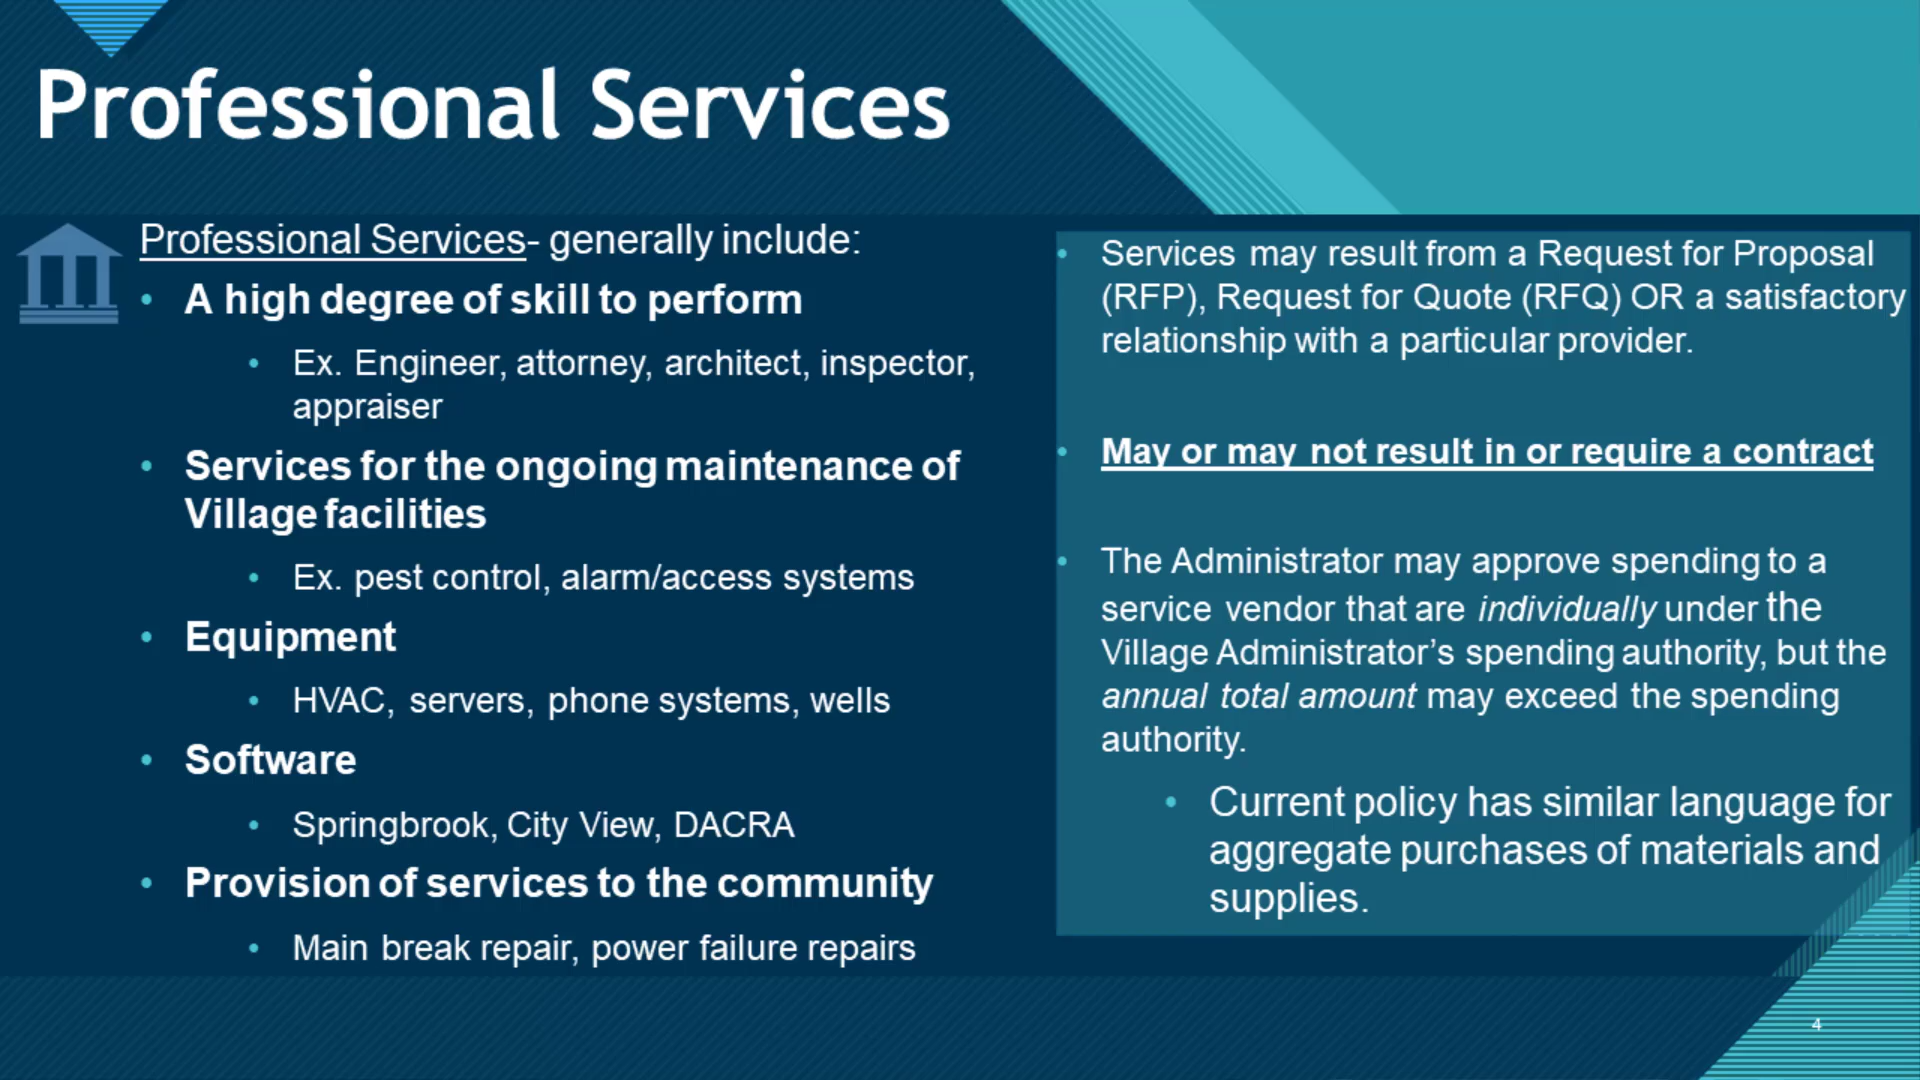 Professional Services
Professional Services- generally include:
• A high degree of skill to perform
• Ex. Engineer, attorney, architect, inspector,
appraiser
• Services for the ongoing maintenance of
Village facilities
• Ex. pest control, alarm/access systems
• Equipment
• HVAC, servers, phone systems, wells
• Software
• Springbrook, City View, DACRA
• Provision of services to the community
• Main break repair, power failure repairs
• Services may result from a Request for Proposal
(RFP), Request for Quote (RFQ) OR a satisfactory
relationship with a particular provider.
• May or may not result in or require a contract
• The Administrator may approve spending to a
service vendor that are individually under the
Village Administrator’s spending authority, but the
annual total amount may exceed the spending
authority.
• Current policy has similar language for
aggregate purchases of materials and
supplies.
4